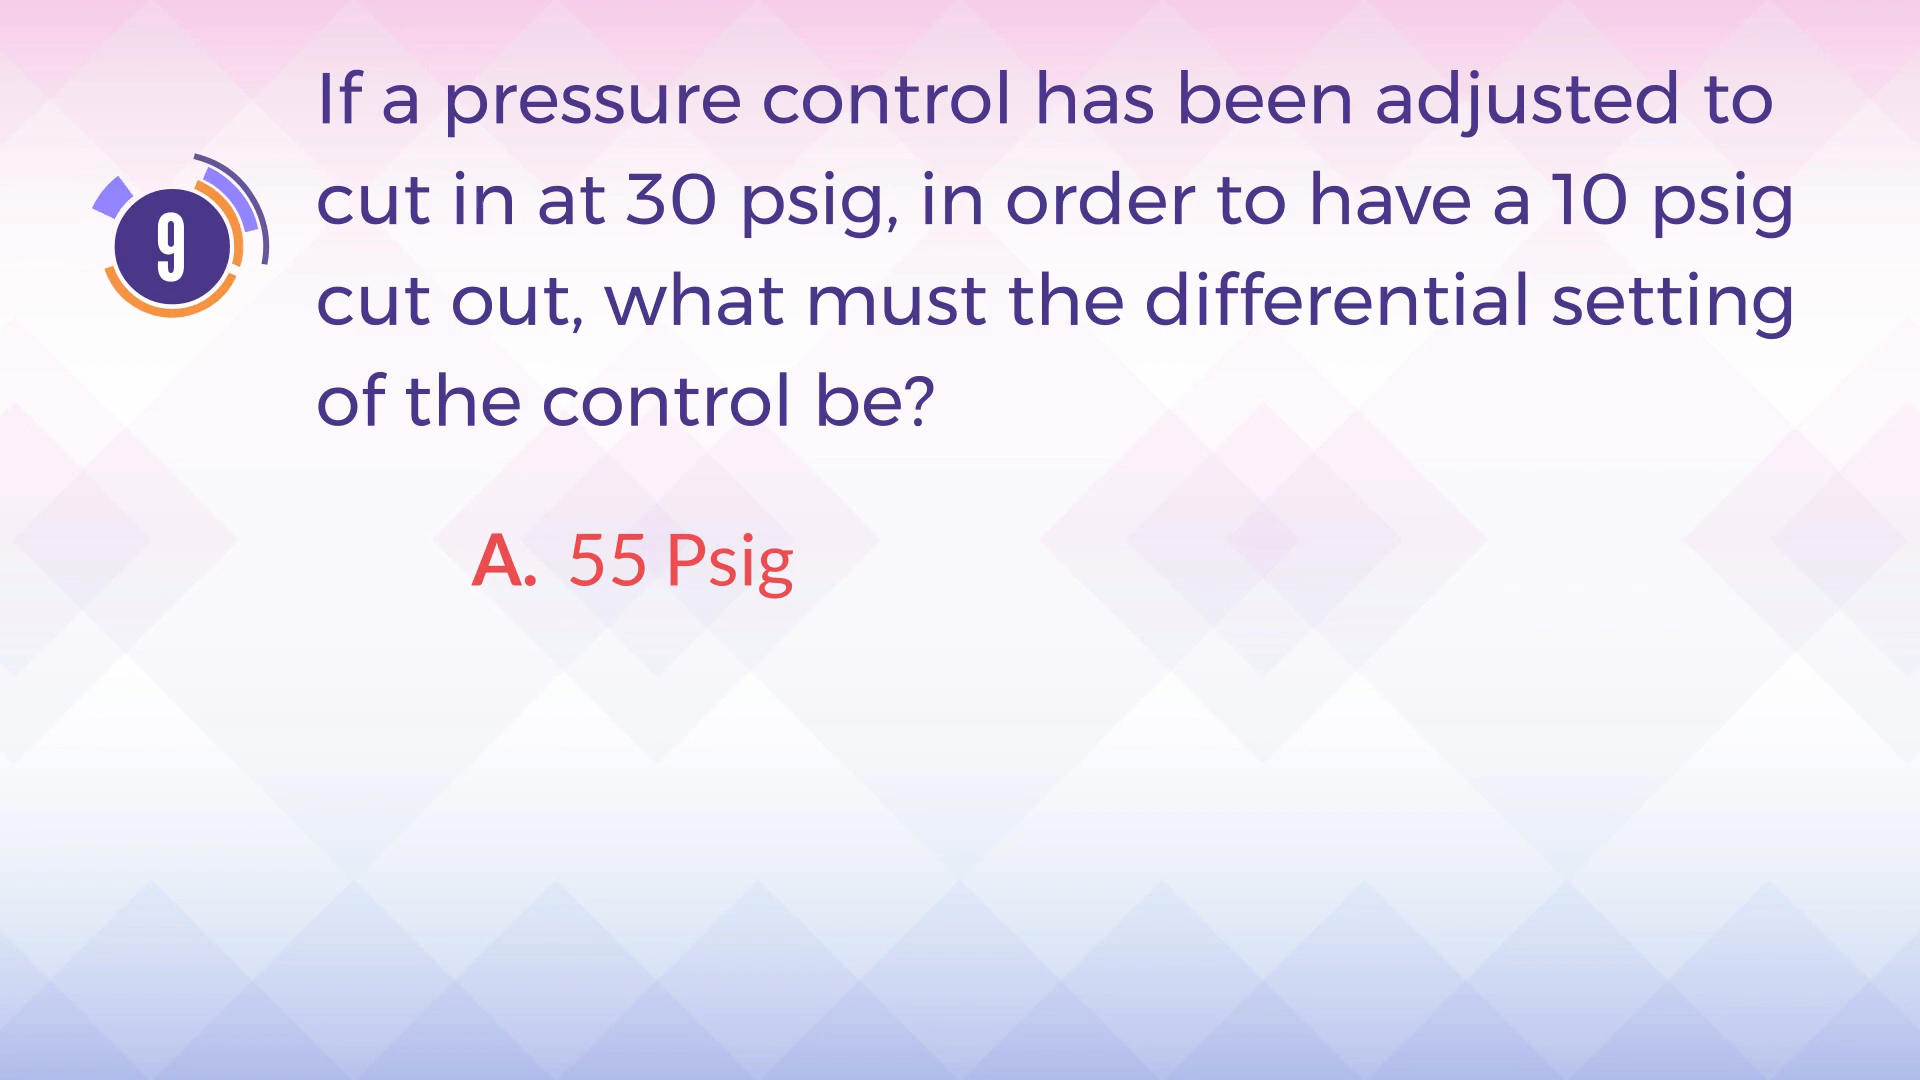 If a pressure control has been adjusted to
9
cut in at 30 psig, in order to have a 10 psig
cut out, what must the differential setting
of the control be?
A. 55 Psig